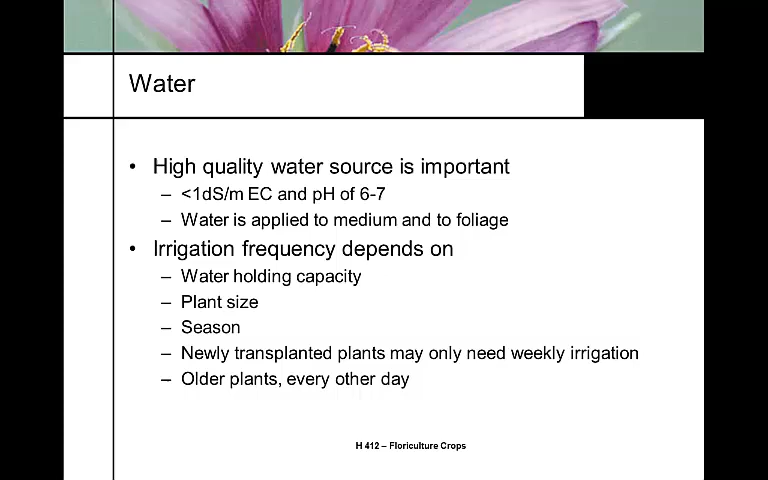 Water
• High quality water source is important
– <1dS/m EC and pH of 6-7
– Water is applied to medium and to foliage
• Irrigation frequency depends on
– Water holding capacity
– Plant size
– Season
– Newly transplanted plants may only need weekly irrigation
– Older plants, every other day
H 412 – Floriculture Crops